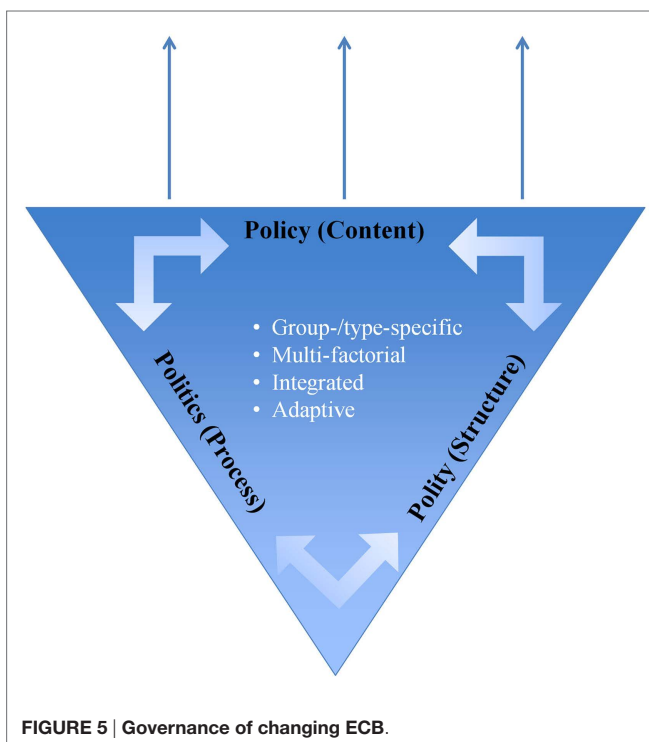 Policy (Content)
• Group-/type-specific
• Multi-factorial
• Integrated
• Adaptive
Politics (Process)
Polity (Structure)
FIGURE 5 | Governance of changing ECB.